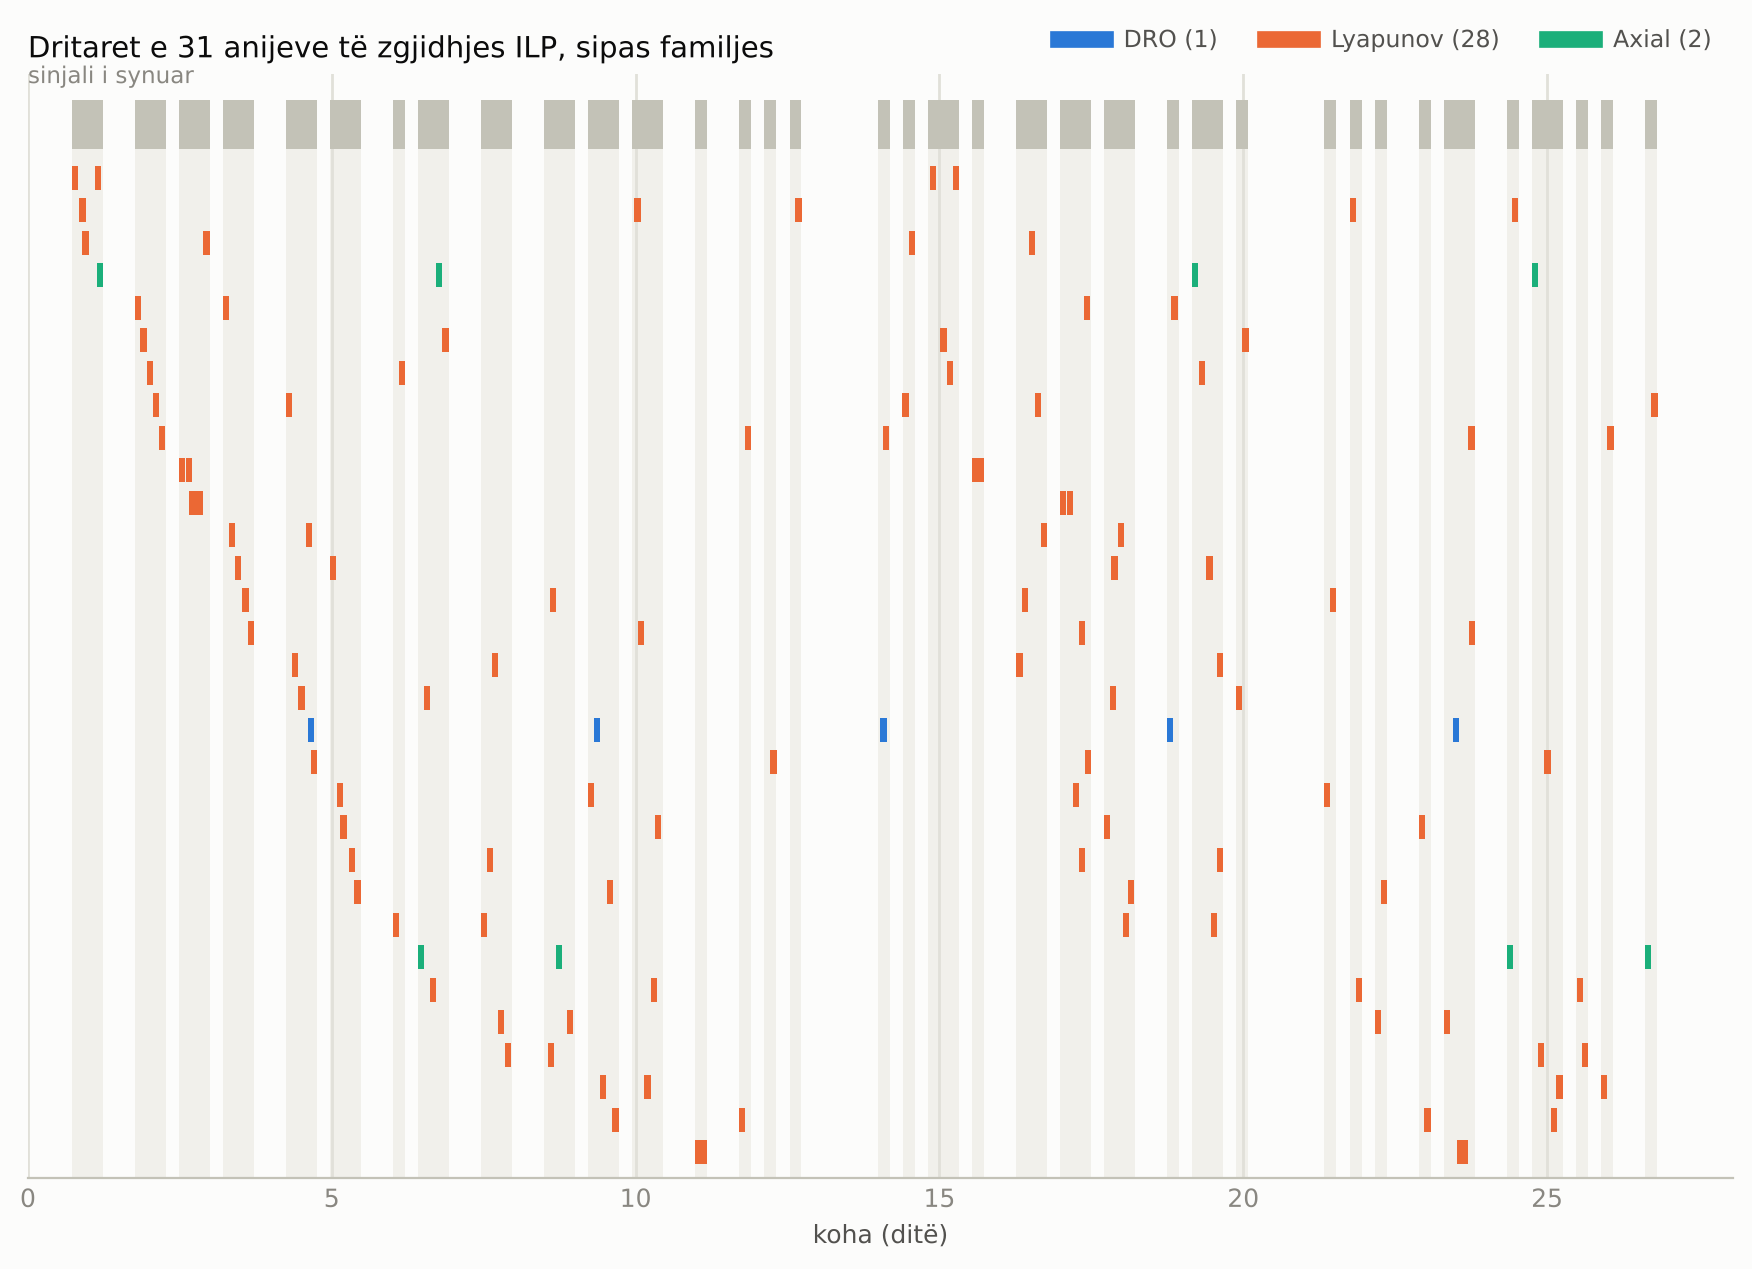 Dritaret e 31 anijeve të zgjidhjes ILP, sipas familjes
DRO (1)
Lyapunov (28)
Axial (2)
sinjali i synuar
0
5
10
15
20
25
koha (ditë)